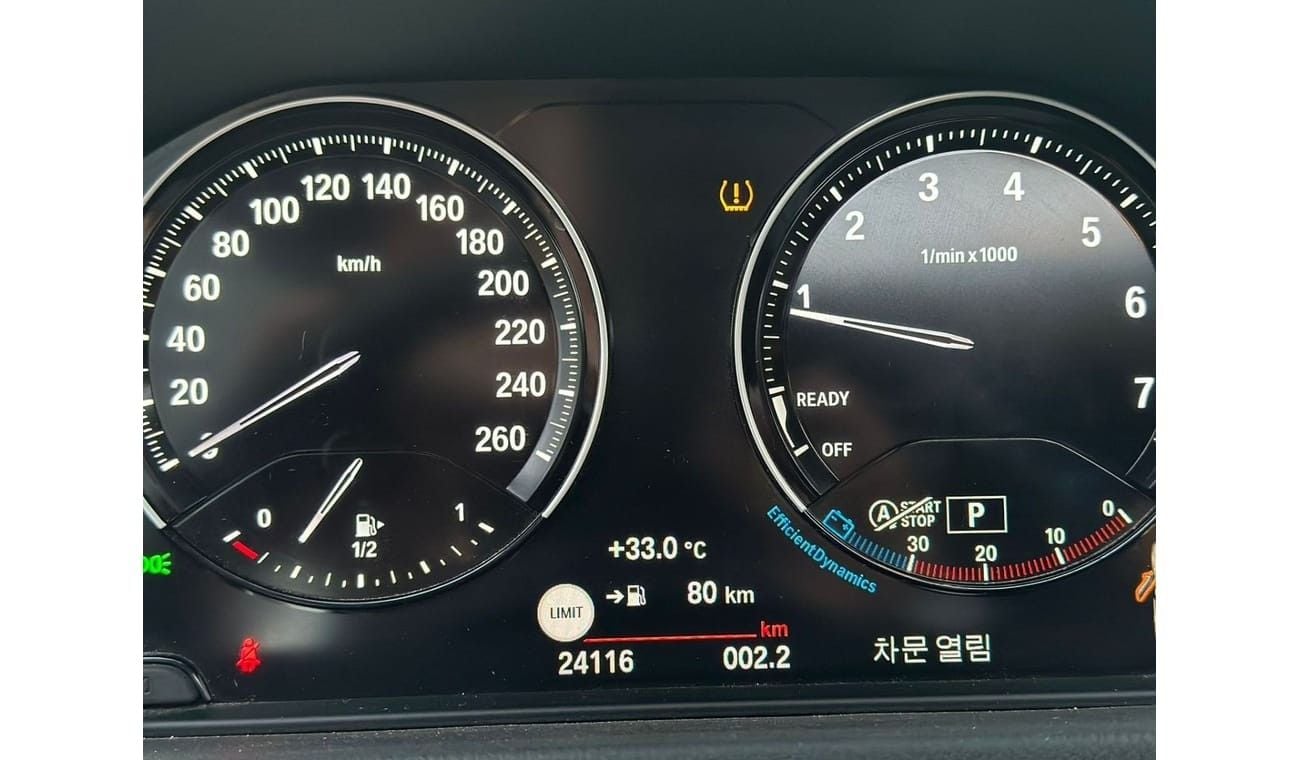 120 140
100 160
80 180
60 200
40 220
20 240
0 260
km/h
0 1
1/2
3 4
2 5
1/min x 1000
1 6
7
READY
OFF
A START
STOP
P
EfficientDynamics
30 20 10 0
+33.0 °C
80 km
LIMIT
km
24116 002.2
차문 열림